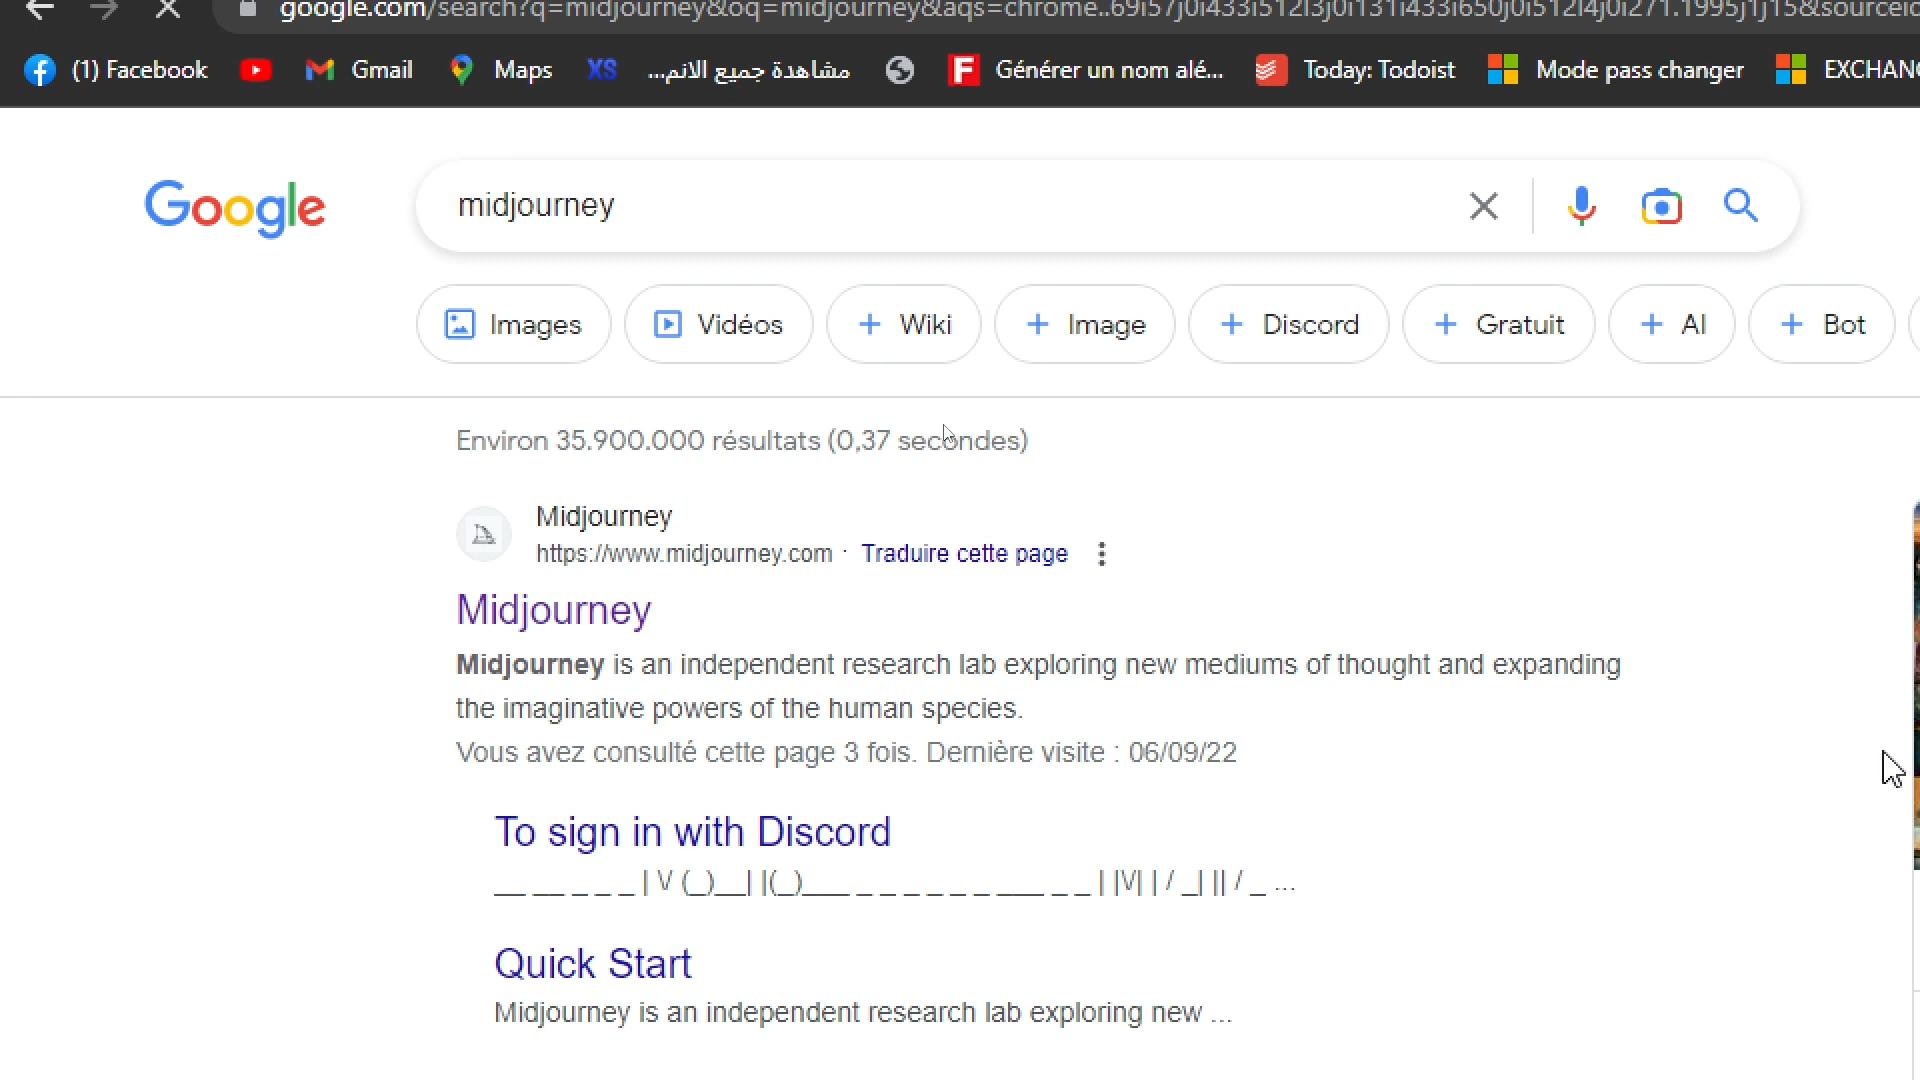 google.com/search?q=midjourney&oq=midjourney&aqs=chrome..69i57j0i433i512l3j0i131i433i650j0i512l4j0i271.1995j1j15&sourceid
(1) Facebook Gmail Maps XS مشاهدة جميع الانم... F Générer un nom alé... Today: Todoist Mode pass changer EXCHAN
Google midjourney
Images Vidéos + Wiki + Image + Discord + Gratuit + AI + Bot
Environ 35.900.000 résultats (0,37 secondes)
Midjourney
https://www.midjourney.com · Traduire cette page
Midjourney
Midjourney is an independent research lab exploring new mediums of thought and expanding
the imaginative powers of the human species.
Vous avez consulté cette page 3 fois. Dernière visite : 06/09/22
To sign in with Discord
__ __ _ _ _ _ | \/ (_)__| |(_)___ _ _ _ _ _ _ _ ___ _ _ | |\/| | / _| || / _ ...
Quick Start
Midjourney is an independent research lab exploring new ...